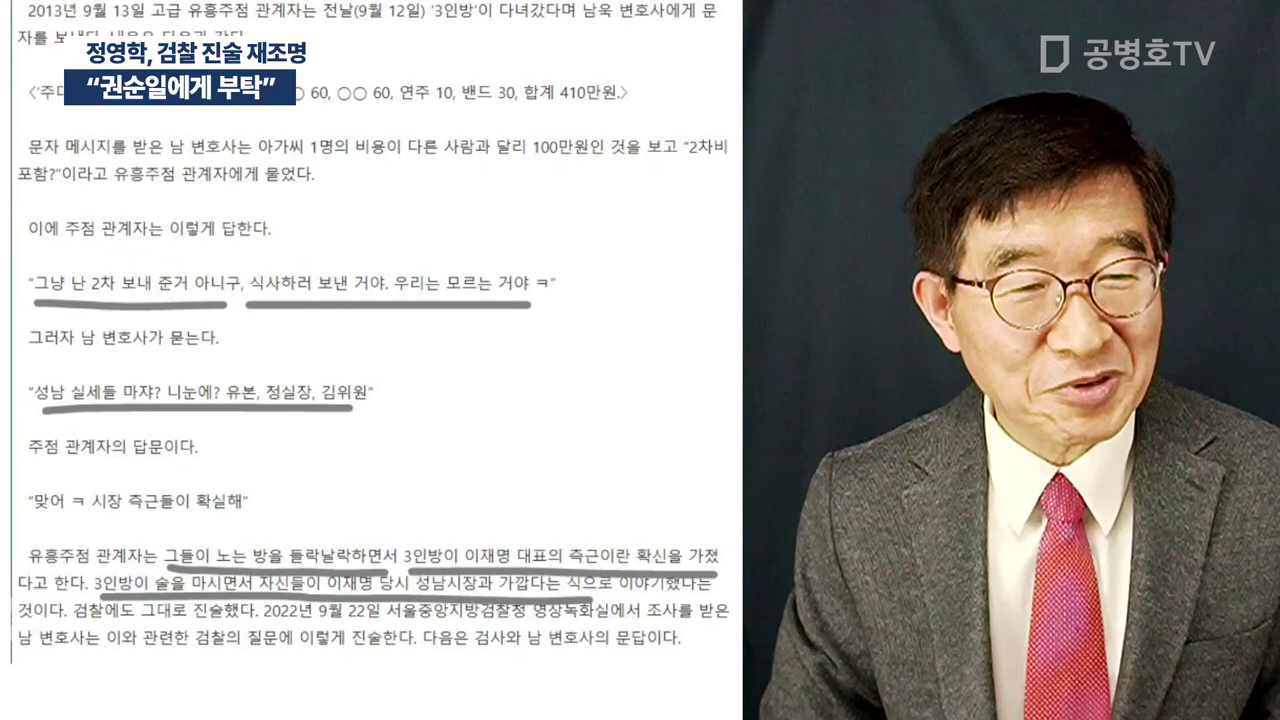 2013년 9월 13일 고급 유흥주점 관계자는 전날(9월 12일) '3인방'이 다녀갔다며 남욱 변호사에게 문
자를 보
정영학, 검찰 진술 재조명
“권순일에게 부탁”
공병호TV
〈'주대 ○ 60, ○○ 60, 연주 10, 밴드 30, 합계 410만원.〉
문자 메시지를 받은 남 변호사는 아가씨 1명의 비용이 다른 사람과 달리 100만원인 것을 보고 “2차비
포함?”이라고 유흥주점 관계자에게 물었다.
이에 주점 관계자는 이렇게 답한다.
“그냥 난 2차 보내 준거 아니구, 식사하러 보낸 거야. 우리는 모르는 거야 ㅋ”
그러자 남 변호사가 묻는다.
“성남 실세들 마쟈? 니눈에? 유본, 정실장, 김위원”
주점 관계자의 답문이다.
“맞어 ㅋ 시장 측근들이 확실해”
유흥주점 관계자는 그들이 노는 방을 들락날락하면서 3인방이 이재명 대표의 측근이란 확신을 가졌
다고 한다. 3인방이 술을 마시면서 자신들이 이재명 당시 성남시장과 가깝다는 식으로 이야기했다는
것이다. 검찰에도 그대로 진술했다. 2022년 9월 22일 서울중앙지방검찰청 영상녹화실에서 조사를 받은
남 변호사는 이와 관련한 검찰의 질문에 이렇게 진술한다. 다음은 검사와 남 변호사의 문답이다.